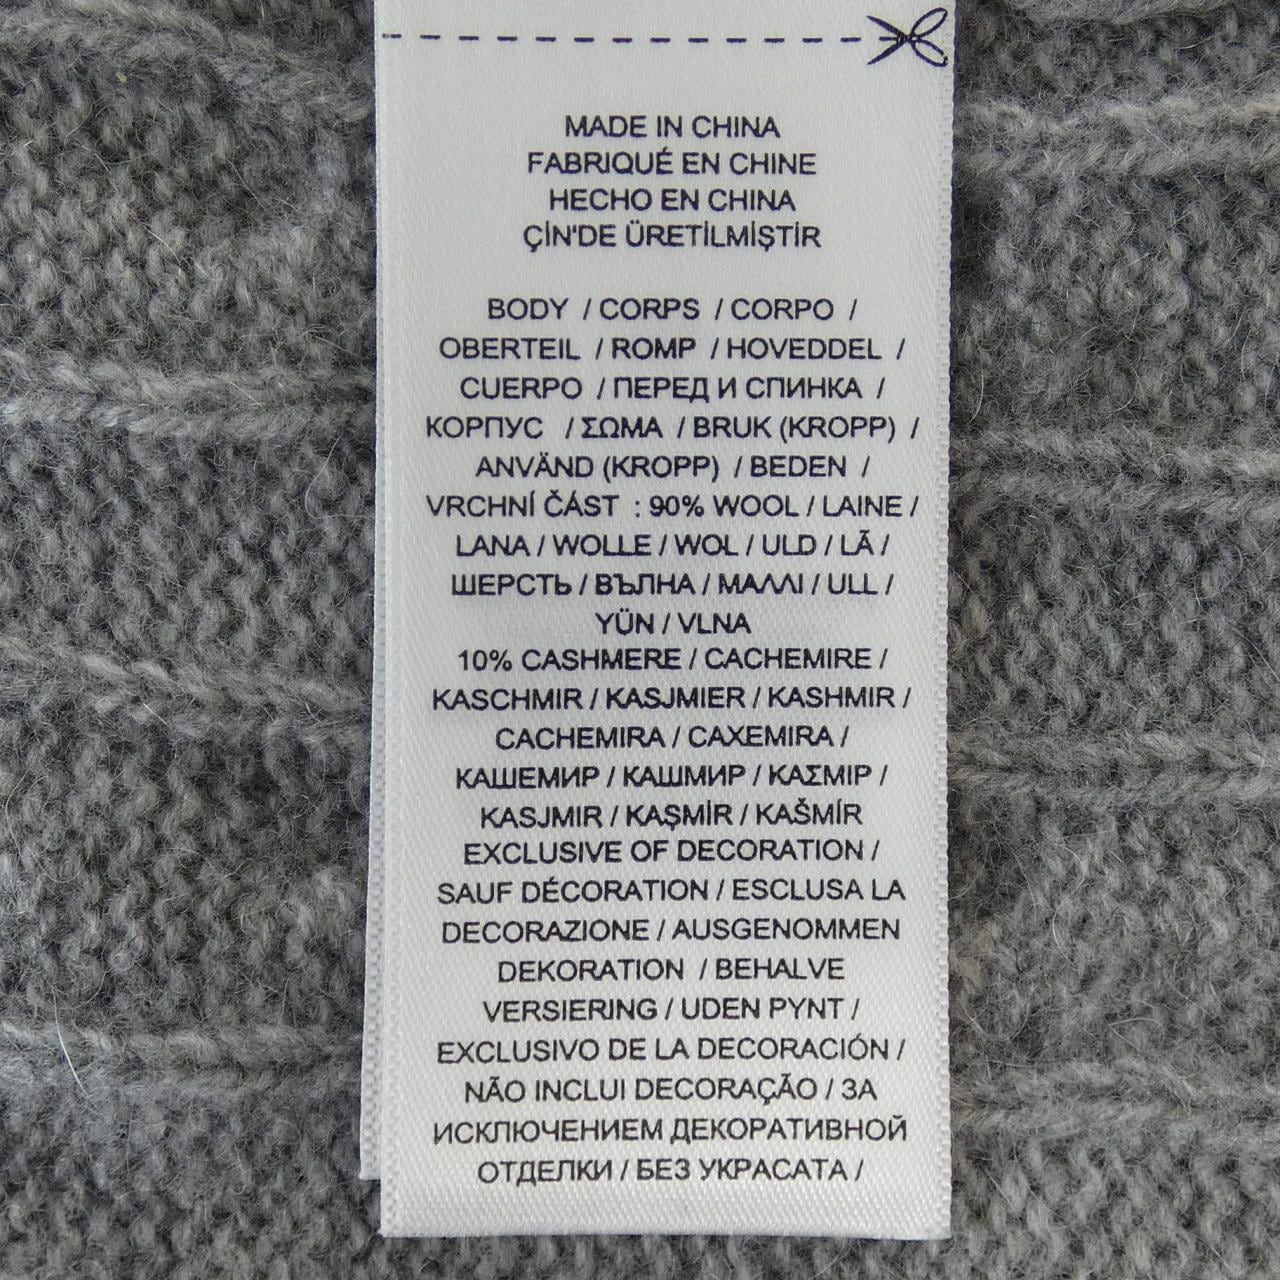 MADE IN CHINA
FABRIQUÉ EN CHINE
HECHO EN CHINA
ÇİN'DE ÜRETİLMİŞTİR
BODY / CORPS / CORPO /
OBERTEIL / ROMP / HOVEDDEL /
CUERPO / ПЕРЕД И СПИНКА /
КОРПУС / ΣΩΜΑ / BRUK (KROPP) /
ANVÄND (KROPP) / BEDEN /
VRCHNÍ ČÁST : 90% WOOL / LAINE /
LANA / WOLLE / WOL / ULD / LÃ /
ШЕРСТЬ / ВЪЛНА / ΜΑΛΛΙ / ULL /
YÜN / VLNA
10% CASHMERE / CACHEMIRE /
KASCHMIR / KASJMIER / KASHMIR /
CACHEMIRA / CAXEMIRA /
КАШЕМИР / КАШМИР / ΚΑΣΜΙΡ /
KASJMIR / KAŞMİR / KAŠMÍR
EXCLUSIVE OF DECORATION /
SAUF DÉCORATION / ESCLUSA LA
DECORAZIONE / AUSGENOMMEN
DEKORATION / BEHALVE
VERSIERING / UDEN PYNT /
EXCLUSIVO DE LA DECORACIÓN /
NÃO INCLUI DECORAÇÃO / ЗА
ИСКЛЮЧЕНИЕМ ДЕКОРАТИВНОЙ
ОТДЕЛКИ / БЕЗ УКРАСАТА /